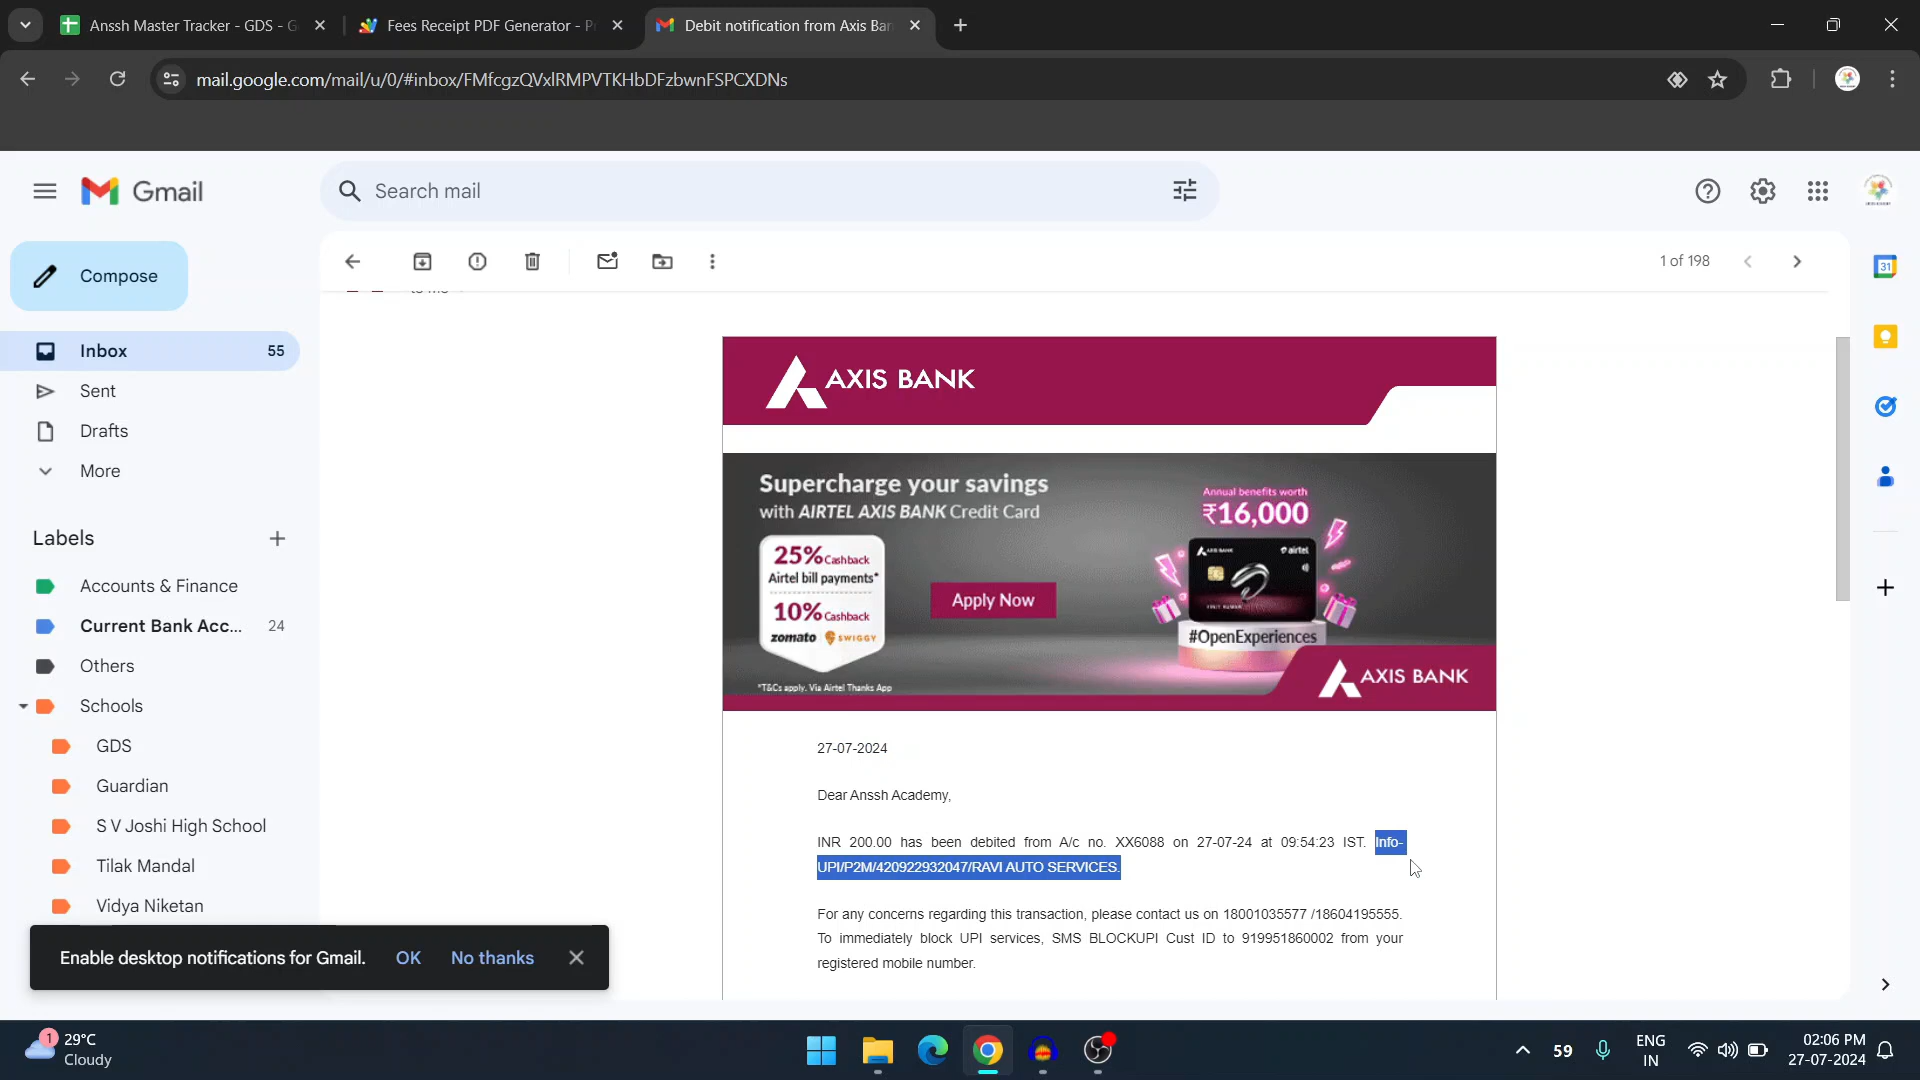 Anssh Master Tracker - GDS - G
Fees Receipt PDF Generator - P
Debit notification from Axis Ban
mail.google.com/mail/u/0/#inbox/FMfcgzQVxlRMPVTKHbDFzbwnFSPCXDNs
Gmail
Search mail
Compose
1 of 198
Inbox 55
Sent
Drafts
More
Labels
Accounts & Finance
Current Bank Acc... 24
Others
Schools
GDS
Guardian
S V Joshi High School
Tilak Mandal
Vidya Niketan
AXIS BANK
Supercharge your savings
with AIRTEL AXIS BANK Credit Card
25% Cashback
Airtel bill payments*
10% Cashback
zomato SWIGGY
*T&Cs apply. Via Airtel Thanks App
Apply Now
Annual benefits worth
₹16,000
AXIS BANK
airtel
#OpenExperiences
AXIS BANK
27-07-2024
Dear Anssh Academy,
INR 200.00 has been debited from A/c no. XX6088 on 27-07-24 at 09:54:23 IST. Info-
UPI/P2M/420922932047/RAVI AUTO SERVICES.
For any concerns regarding this transaction, please contact us on 18001035577 /18604195555.
To immediately block UPI services, SMS BLOCKUPI Cust ID to 919951860002 from your
registered mobile number.
Enable desktop notifications for Gmail. OK No thanks
31
1
29°C
Cloudy
59
ENG
IN
02:06 PM
27-07-2024